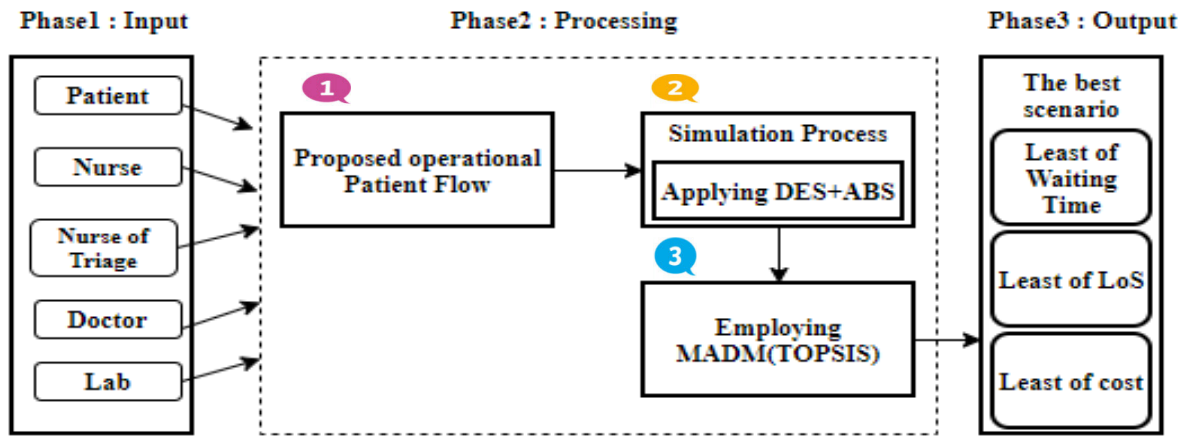 Phase1 : Input
Phase2 : Processing
Phase3 : Output
Patient
Nurse
Nurse of
Triage
Doctor
Lab
1
Proposed operational
Patient Flow
2
Simulation Process
Applying DES+ABS
3
Employing
MADM(TOPSIS)
The best
scenario
Least of
Waiting
Time
Least of LoS
Least of cost